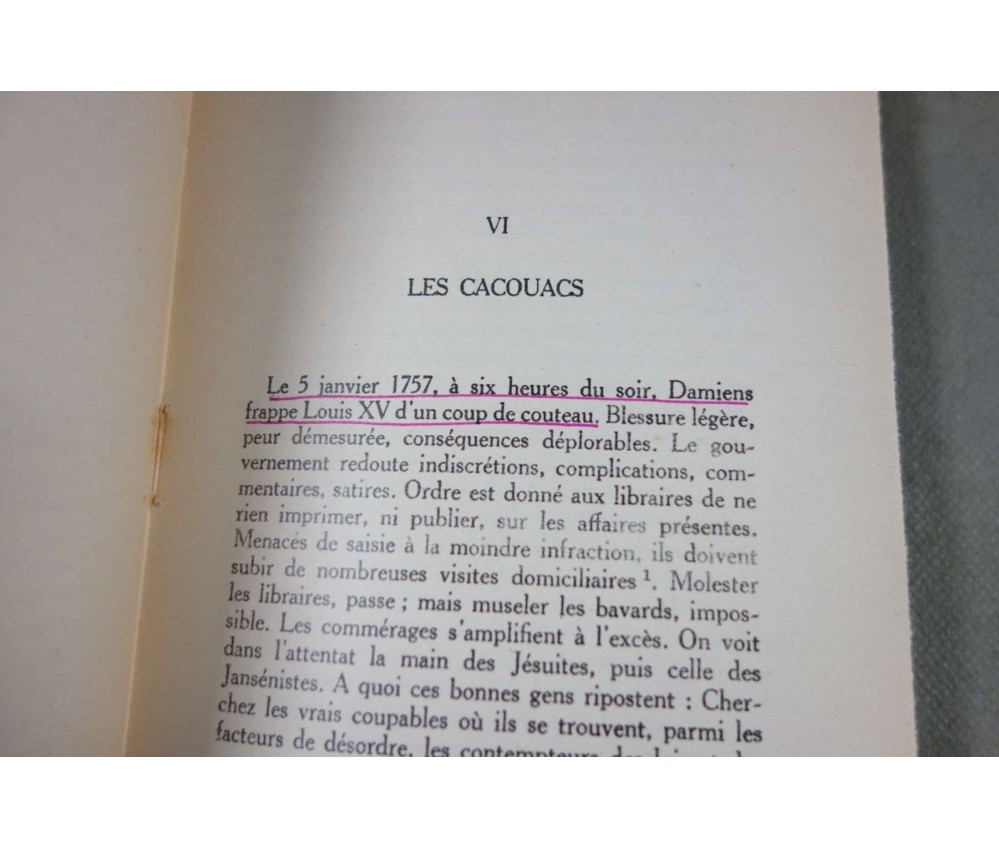 VI
LES CACOUACS
Le 5 janvier 1757, à six heures du soir, Damiens
frappe Louis XV d'un coup de couteau. Blessure légère,
peur démesurée, conséquences déplorables. Le gou-
vernement redoute indiscrétions, complications, com-
mentaires, satires. Ordre est donné aux libraires de ne
rien imprimer, ni publier, sur les affaires présentes.
Menacés de saisie à la moindre infraction, ils doivent
subir de nombreuses visites domiciliaires ¹. Molester
les libraires, passe ; mais museler les bavards, impos-
sible. Les commérages s'amplifient à l'excès. On voit
dans l'attentat la main des Jésuites, puis celle des
Jansénistes. A quoi ces bonnes gens ripostent : Cher-
chez les vrais coupables où ils se trouvent, parmi les
facteurs de désordre, les contempteurs des